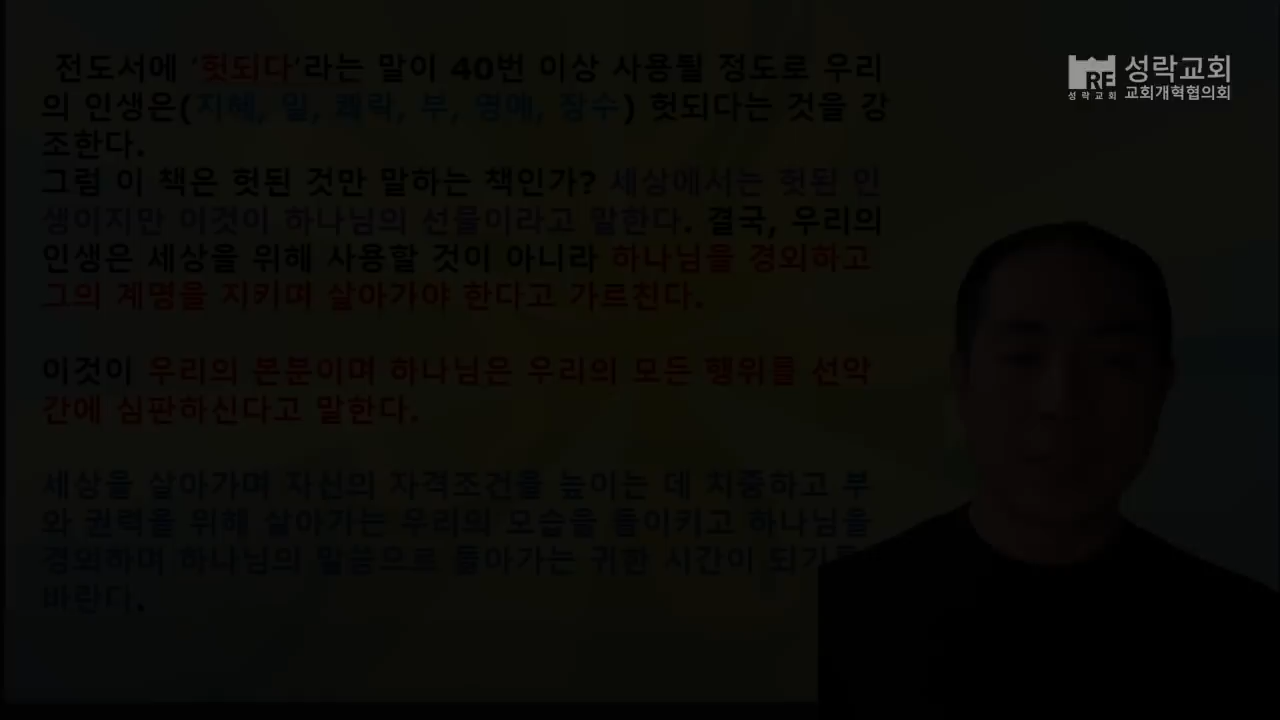 전도서에 '헛되다'라는 말이 40번 이상 사용될 정도로 우리
의 인생은(지혜, 일, 쾌락, 부, 명예, 장수) 헛되다는 것을 강
조한다.
그럼 이 책은 헛된 것만 말하는 책인가? 세상에서는 헛된 인
생이지만 이것이 하나님의 선물이라고 말한다. 결국, 우리의
인생은 세상을 위해 사용할 것이 아니라 하나님을 경외하고
그의 계명을 지키며 살아가야 한다고 가르친다.
이것이 우리의 본분이며 하나님은 우리의 모든 행위를 선악
간에 심판하신다고 말한다.
세상을 살아가며 자신의 자격조건을 높이는 데 치중하고 부
와 권력을 위해 살아가는 우리의 모습을 돌이키고 하나님을
경외하며 하나님의 말씀으로 돌아가는 귀한 시간이
바란다.
RE
성락교회
성락교회
교회개혁협의회